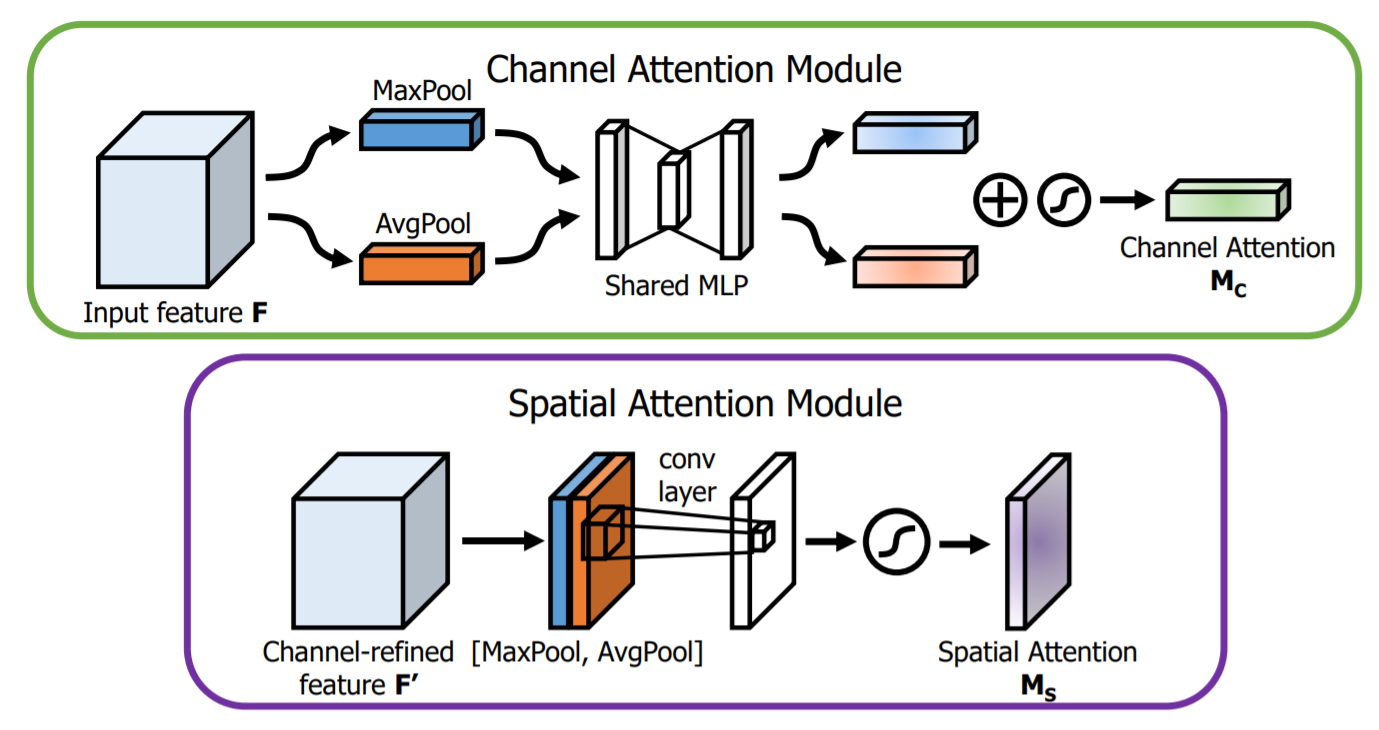 Channel Attention Module
MaxPool
AvgPool
Shared MLP
Input feature F
Channel Attention
Mc
Spatial Attention Module
conv
layer
Channel-refined
feature F’
[MaxPool, AvgPool]
Spatial Attention
Ms